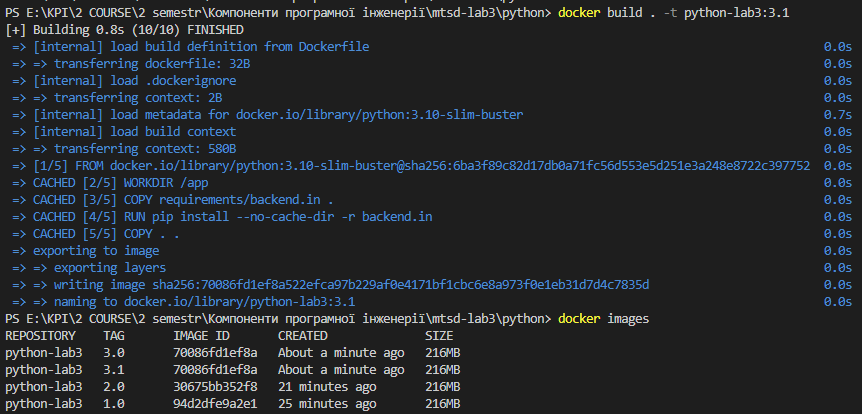 PS E:\KPI\2 COURSE\2 semestr\Компоненти програмної інженерії\mtsd-lab3\python> docker build . -t python-lab3:3.1
[+] Building 0.8s (10/10) FINISHED
=> [internal] load build definition from Dockerfile 0.0s
=> => transferring dockerfile: 32B 0.0s
=> [internal] load .dockerignore 0.0s
=> => transferring context: 2B 0.0s
=> [internal] load metadata for docker.io/library/python:3.10-slim-buster 0.7s
=> [internal] load build context 0.0s
=> => transferring context: 580B 0.0s
=> [1/5] FROM docker.io/library/python:3.10-slim-buster@sha256:6ba3f89c82d17db0a71fc56d553e5d251e3a248e8722c397752 0.0s
=> CACHED [2/5] WORKDIR /app 0.0s
=> CACHED [3/5] COPY requirements/backend.in . 0.0s
=> CACHED [4/5] RUN pip install --no-cache-dir -r backend.in 0.0s
=> CACHED [5/5] COPY . . 0.0s
=> exporting to image 0.0s
=> => exporting layers 0.0s
=> => writing image sha256:70086fd1ef8a522efca97b229af0e4171bf1cbc6e8a973f0e1eb31d7d4c7835d 0.0s
=> => naming to docker.io/library/python-lab3:3.1 0.0s
PS E:\KPI\2 COURSE\2 semestr\Компоненти програмної інженерії\mtsd-lab3\python> docker images
REPOSITORY TAG IMAGE ID CREATED SIZE
python-lab3 3.0 70086fd1ef8a About a minute ago 216MB
python-lab3 3.1 70086fd1ef8a About a minute ago 216MB
python-lab3 2.0 30675bb352f8 21 minutes ago 216MB
python-lab3 1.0 94d2dfe9a2e1 25 minutes ago 216MB